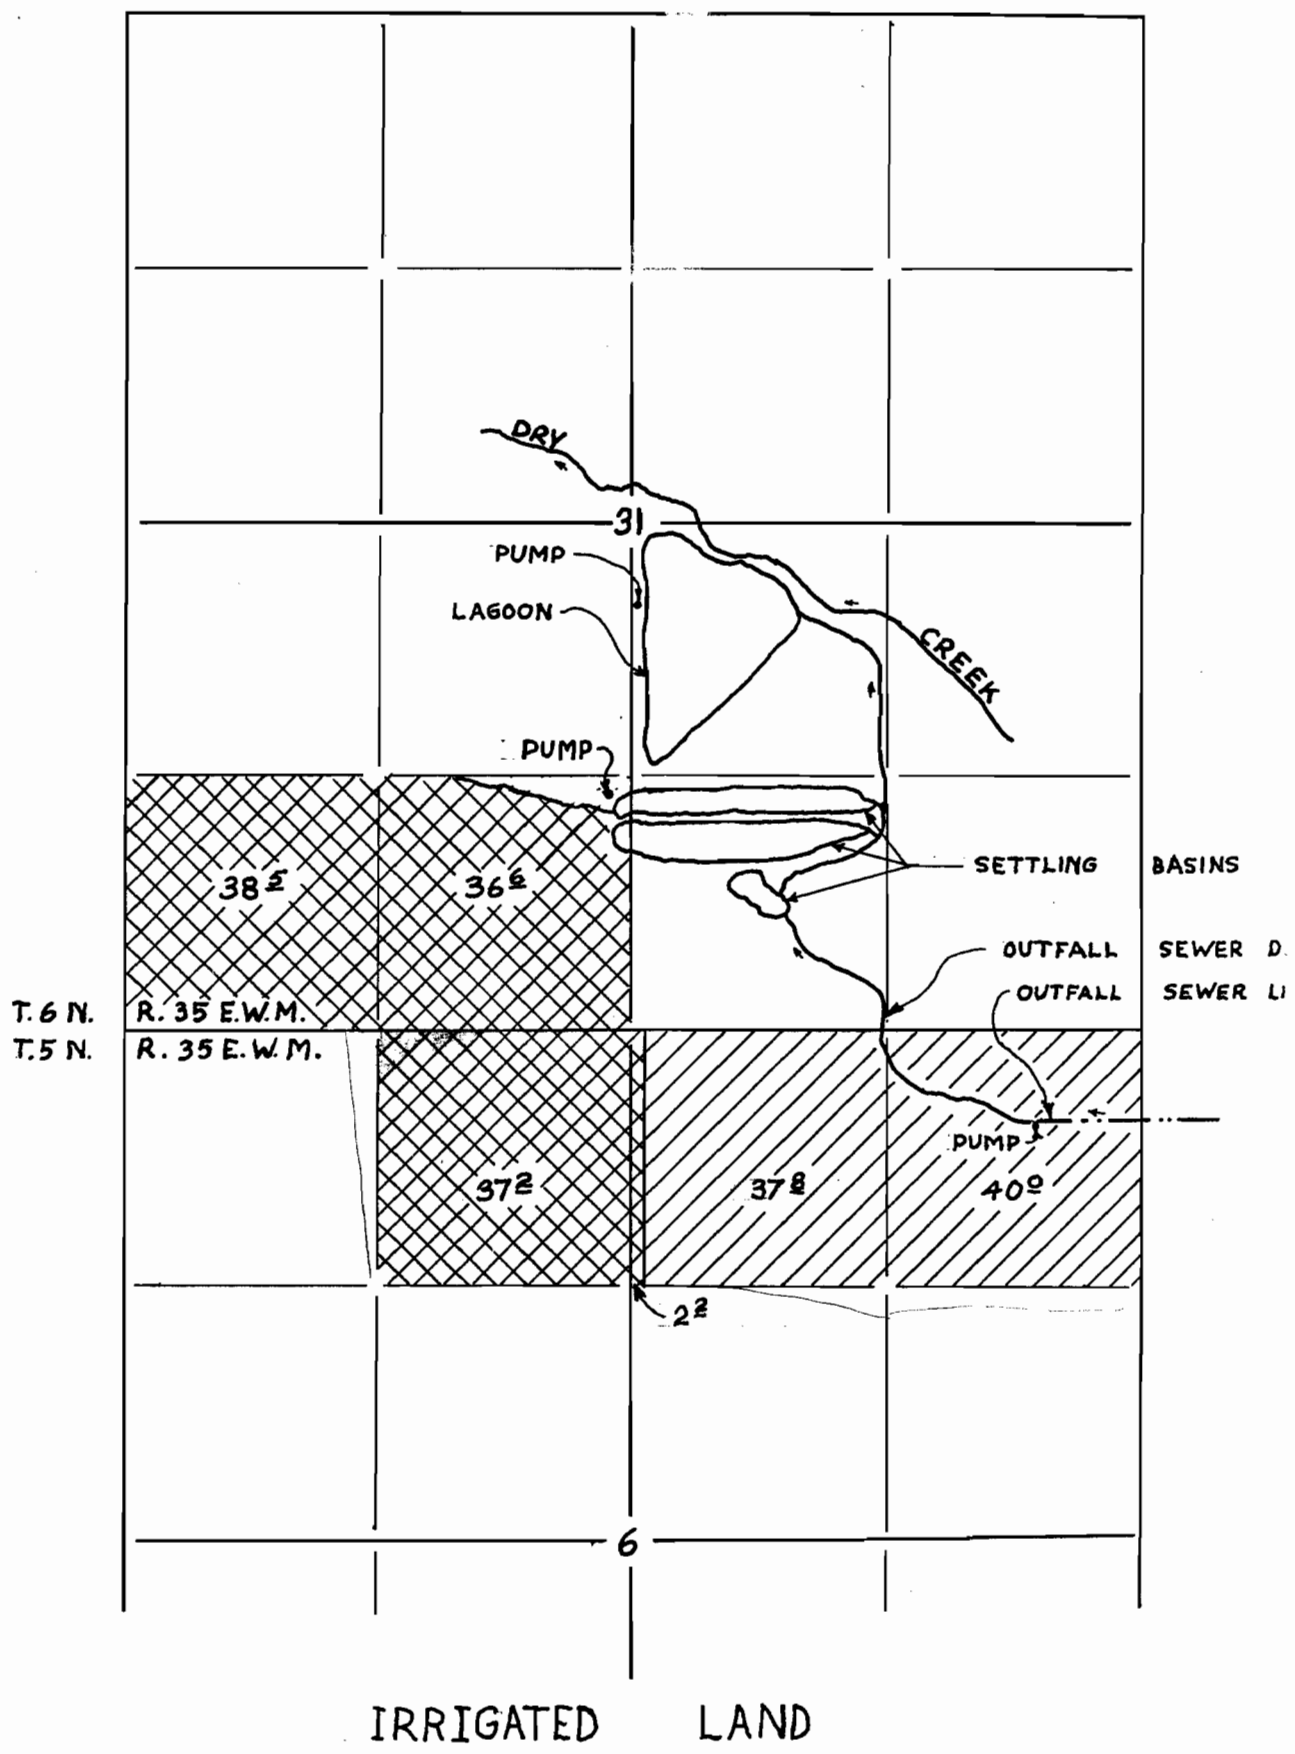 DRY
31
PUMP
LAGOON
CREEK
PUMP
38 5
36 6
SETTLING BASINS
OUTFALL SEWER D.
OUTFALL SEWER LI
T.6 N. R. 35 E.W.M.
T.5 N. R. 35 E.W.M.
PUMP
37 2
37 8
40 0
2 2
6
IRRIGATED LAND